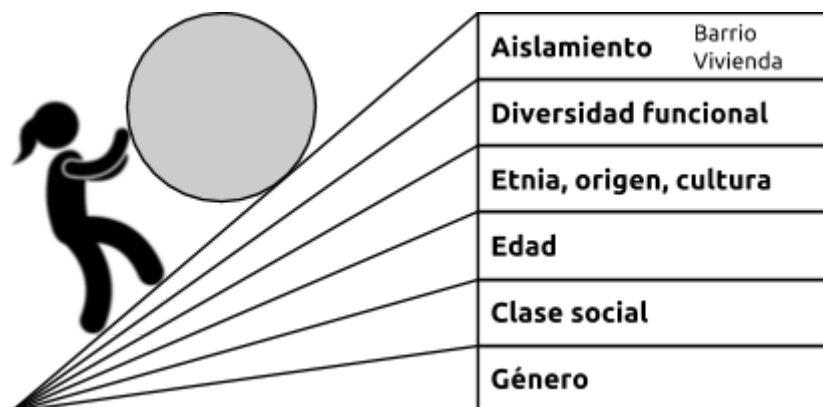 Aislamiento
Barrio
Vivienda
Diversidad funcional
Etnia, origen, cultura
Edad
Clase social
Género